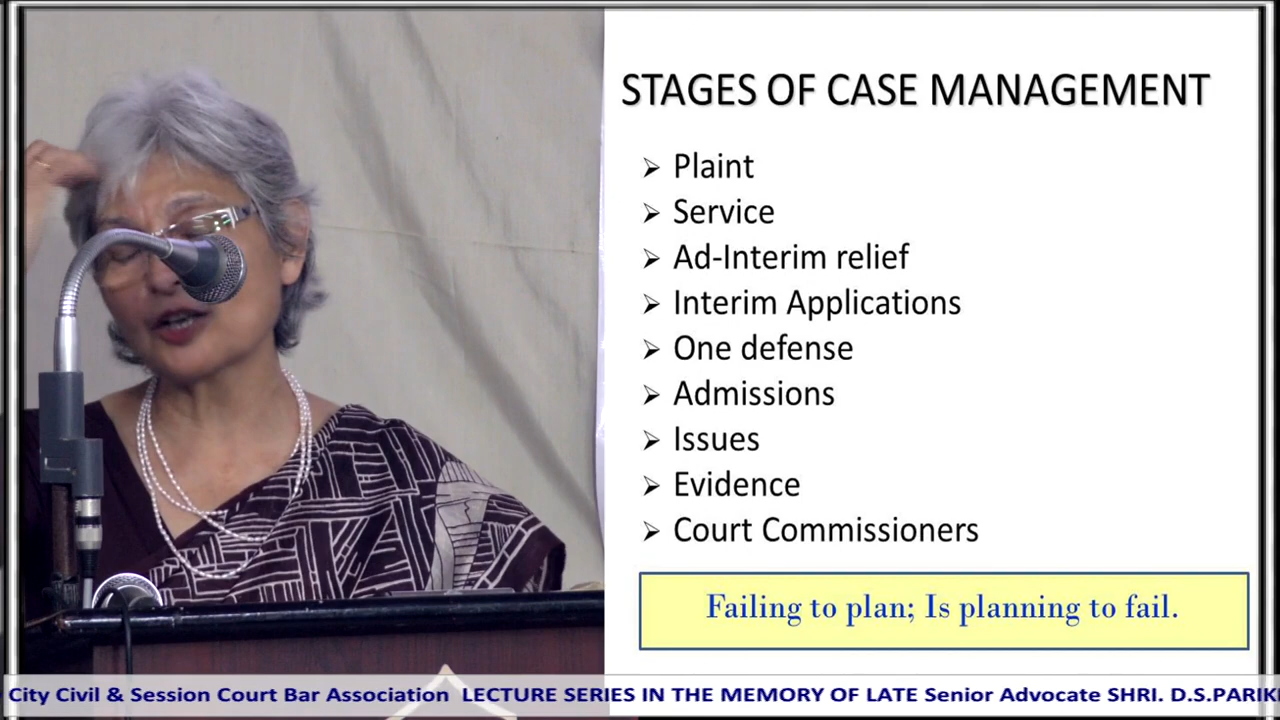 STAGES OF CASE MANAGEMENT
Plaint
Service
Ad-Interim relief
Interim Applications
One defense
Admissions
Issues
Evidence
Court Commissioners
Failing to plan; Is planning to fail.
City Civil & Session Court Bar Association LECTURE SERIES IN THE MEMORY OF LATE Senior Advocate SHRI.